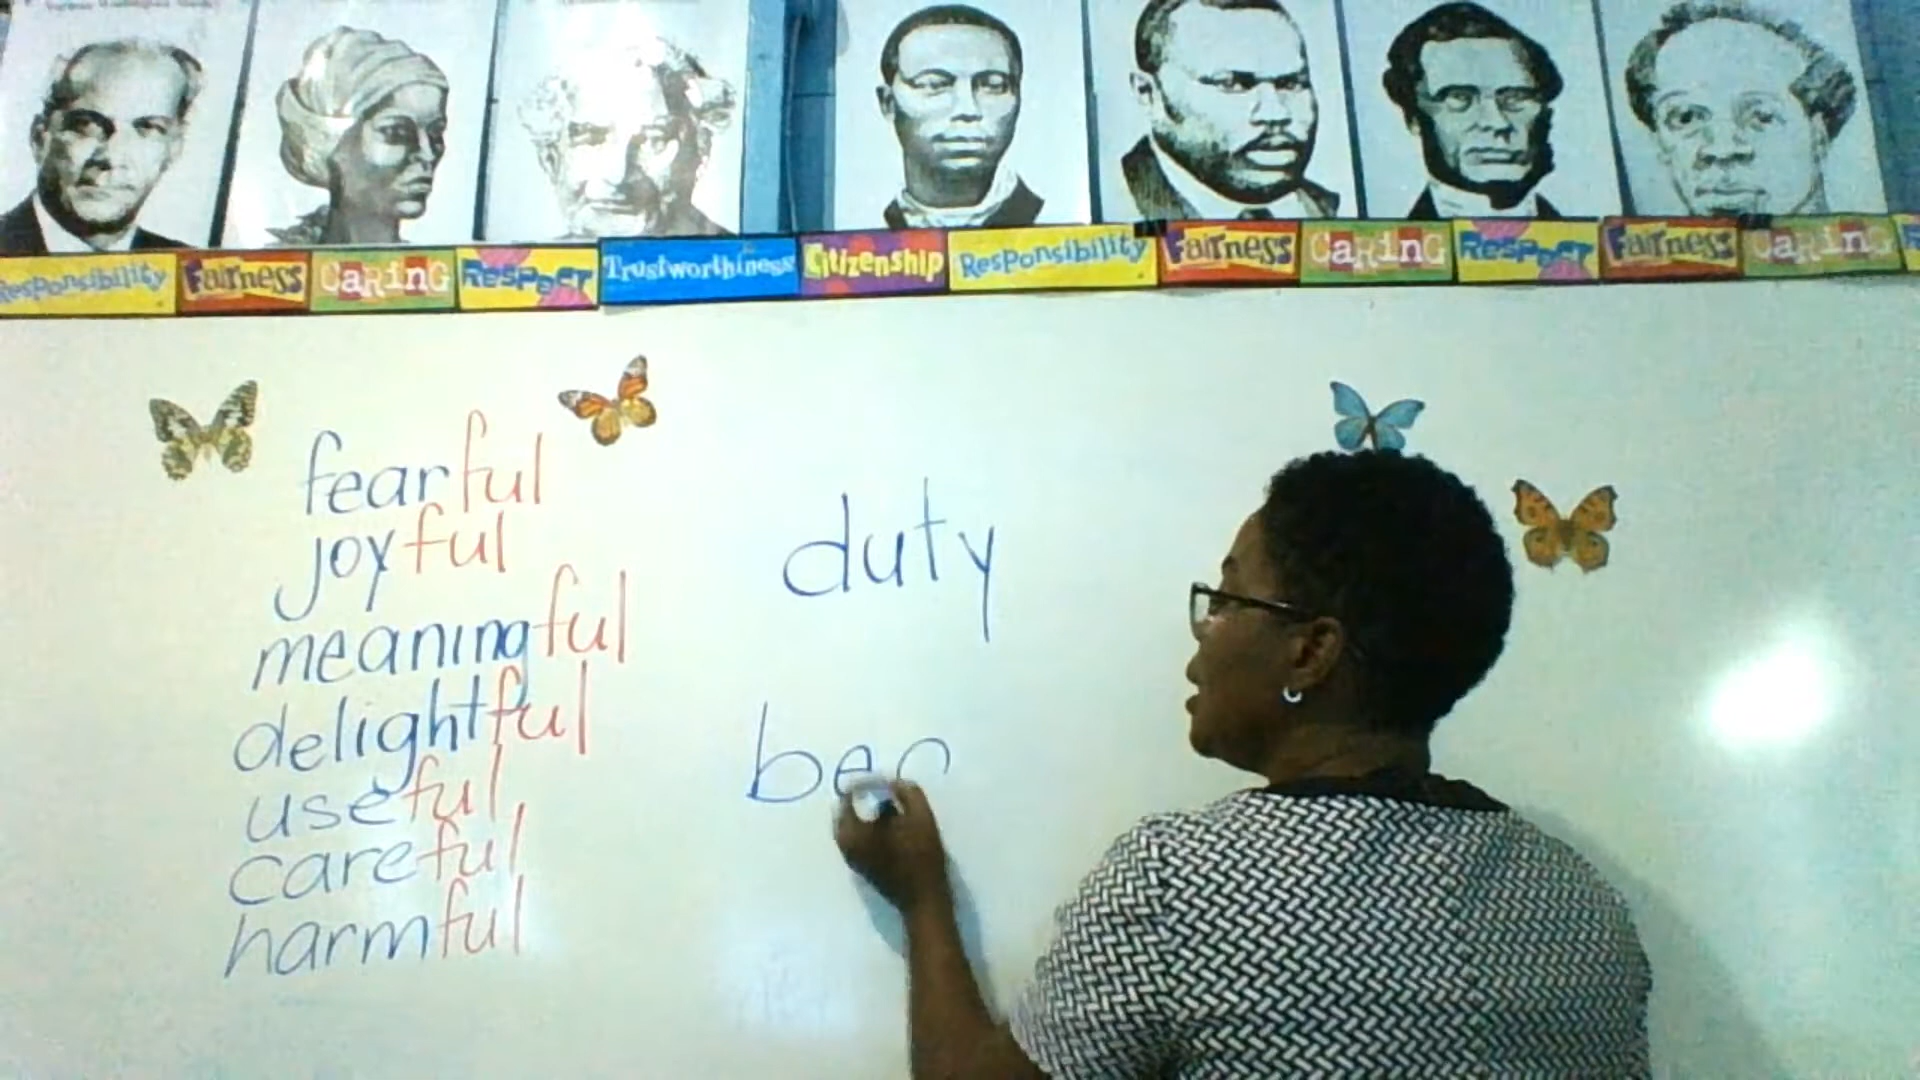 Responsibility Fairness Caring Respect Trustworthiness Citizenship Responsibility Fairness Caring Respect Fairness Caring
fearful
joyful
meaningful
delightful
useful
careful
harmful
duty
be